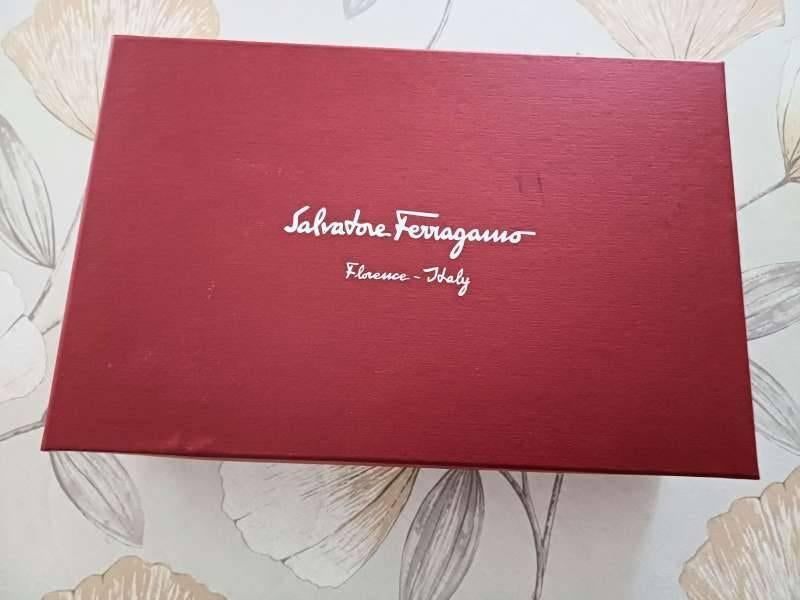 Salvatore Ferragamo
Florence - Italy